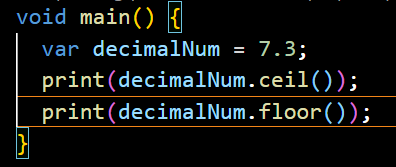 void main() {
  var decimalNum = 7.3;
  print(decimalNum.ceil());
  print(decimalNum.floor());
}